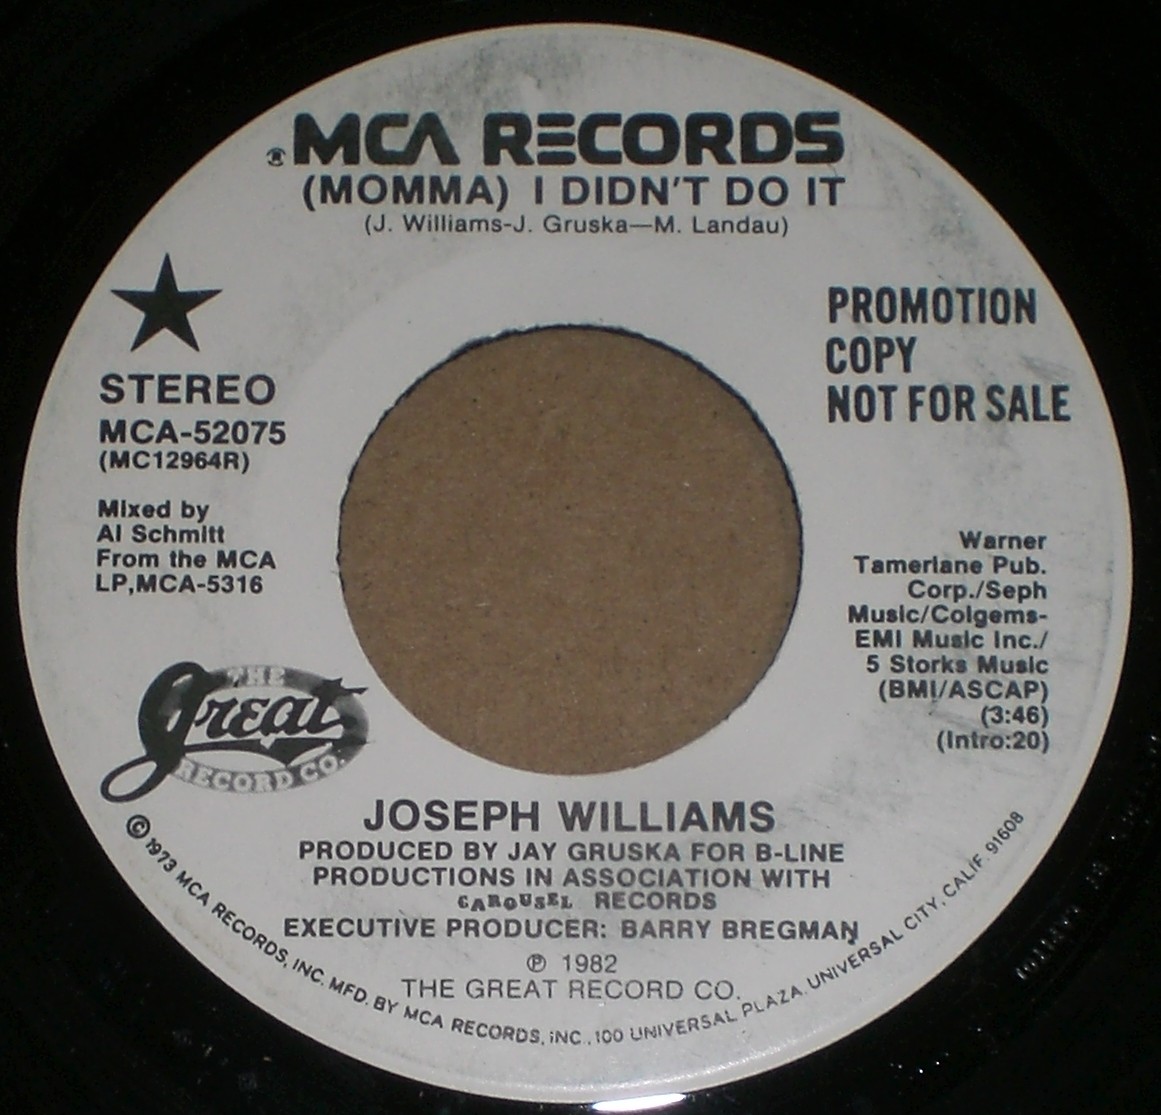 ® MCA RECORDS
(MOMMA) I DIDN'T DO IT
(J. Williams-J. Gruska—M. Landau)
STEREO
MCA-52075
(MC12964R)
Mixed by
Al Schmitt
From the MCA
LP,MCA-5316
THE
Great
RECORD CO.
PROMOTION
COPY
NOT FOR SALE
Warner
Tamerlane Pub.
Corp./Seph
Music/Colgems-
EMI Music Inc./
5 Storks Music
(BMI/ASCAP)
(3:46)
(Intro:20)
JOSEPH WILLIAMS
PRODUCED BY JAY GRUSKA FOR B-LINE
PRODUCTIONS IN ASSOCIATION WITH
CAROUSEL RECORDS
EXECUTIVE PRODUCER: BARRY BREGMAN
℗ 1982
THE GREAT RECORD CO.
© 1973 MCA RECORDS, INC. MFD. BY MCA RECORDS, INC., 100 UNIVERSAL PLAZA, UNIVERSAL CITY, CALIF. 91608